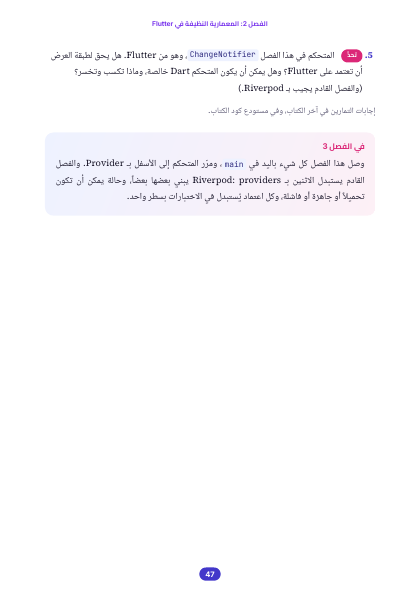 الفصل 2: المعمارية النظيفة في Flutter
5. تحدٍّ المتحكم في هذا الفصل ChangeNotifier، وهو من Flutter. هل يحق لطبقة العرض
أن تعتمد على Flutter؟ وهل يمكن أن يكون المتحكم Dart خالصة، وماذا تكسب وتخسر؟
(والفصل القادم يجيب بـ Riverpod.)
إجابات التمارين في آخر الكتاب، وفي مستودع كود الكتاب.
في الفصل 3
وصل هذا الفصل كل شيء باليد في main، ومرّر المتحكم إلى الأسفل بـ Provider. والفصل
القادم يستبدل الاثنين بـ Riverpod: providers يبني بعضها بعضاً، وحالة يمكن أن تكون
تحميلاً أو جاهزة أو فاشلة، وكل اعتماد يُستبدل في الاختبارات بسطر واحد.
47